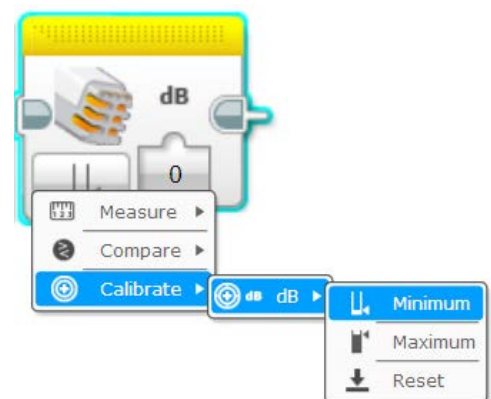 dB
0
Measure
Compare
Calibrate
dB dB
Minimum
Maximum
Reset